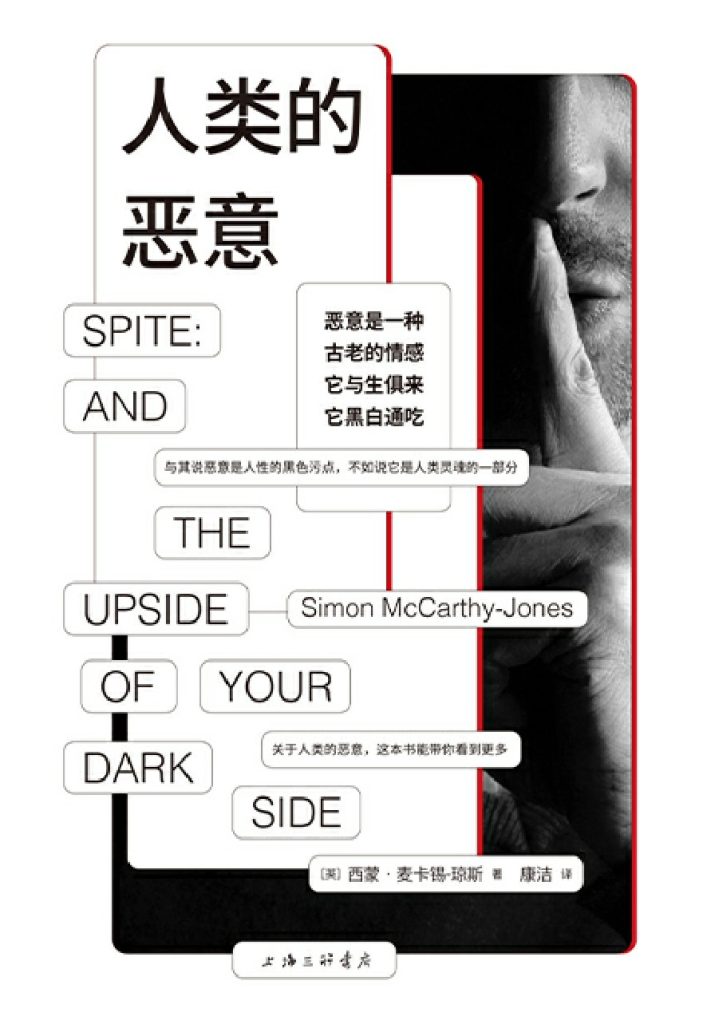 人类的
恶意
SPITE:
AND
恶意是一种
古老的情感
它与生俱来
它黑白通吃
与其说恶意是人性的黑色污点，不如说它是人类灵魂的一部分
THE
UPSIDE
Simon McCarthy-Jones
OF YOUR
关于人类的恶意，这本书能带你看到更多
DARK
SIDE
［英］西蒙·麦卡锡-琼斯 著 康洁 译
上海三联书店